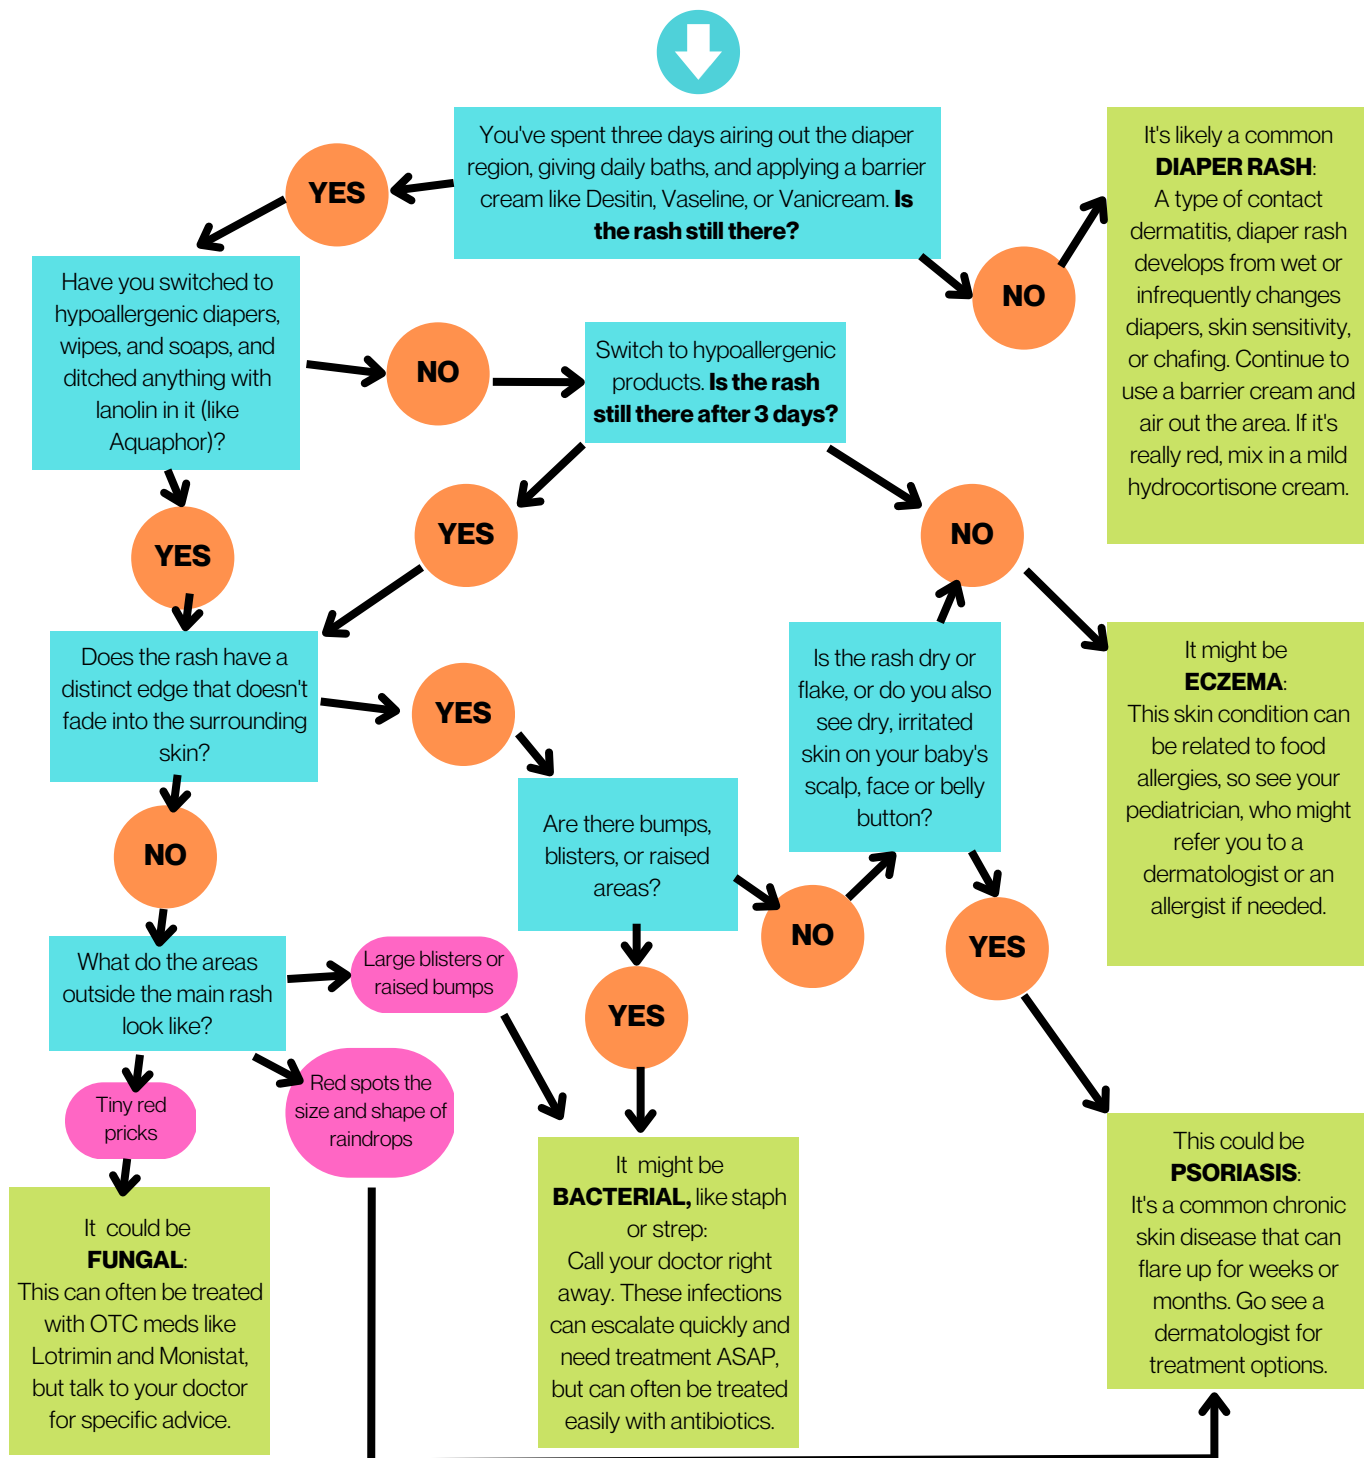 You've spent three days airing out the diaper
region, giving daily baths, and applying a barrier
cream like Desitin, Vaseline, or Vanicream. Is
the rash still there?
YES
NO
It's likely a common
DIAPER RASH:
A type of contact
dermatitis, diaper rash
develops from wet or
infrequently changes
diapers, skin sensitivity,
or chafing. Continue to
use a barrier cream and
air out the area. If it's
really red, mix in a mild
hydrocortisone cream.
Have you switched to
hypoallergenic diapers,
wipes, and soaps, and
ditched anything with
lanolin in it (like
Aquaphor)?
NO
Switch to hypoallergenic
products. Is the rash
still there after 3 days?
YES
YES
NO
Does the rash have a
distinct edge that doesn't
fade into the surrounding
skin?
YES
Is the rash dry or
flake, or do you also
see dry, irritated
skin on your baby's
scalp, face or belly
button?
It might be
ECZEMA:
This skin condition can
be related to food
allergies, so see your
pediatrician, who might
refer you to a
dermatologist or an
allergist if needed.
NO
Are there bumps,
blisters, or raised
areas?
NO
YES
What do the areas
outside the main rash
look like?
Large blisters or
raised bumps
YES
Tiny red
pricks
Red spots the
size and shape of
raindrops
It could be
FUNGAL:
This can often be treated
with OTC meds like
Lotrimin and Monistat,
but talk to your doctor
for specific advice.
It might be
BACTERIAL, like staph
or strep:
Call your doctor right
away. These infections
can escalate quickly and
need treatment ASAP,
but can often be treated
easily with antibiotics.
This could be
PSORIASIS:
It's a common chronic
skin disease that can
flare up for weeks or
months. Go see a
dermatologist for
treatment options.